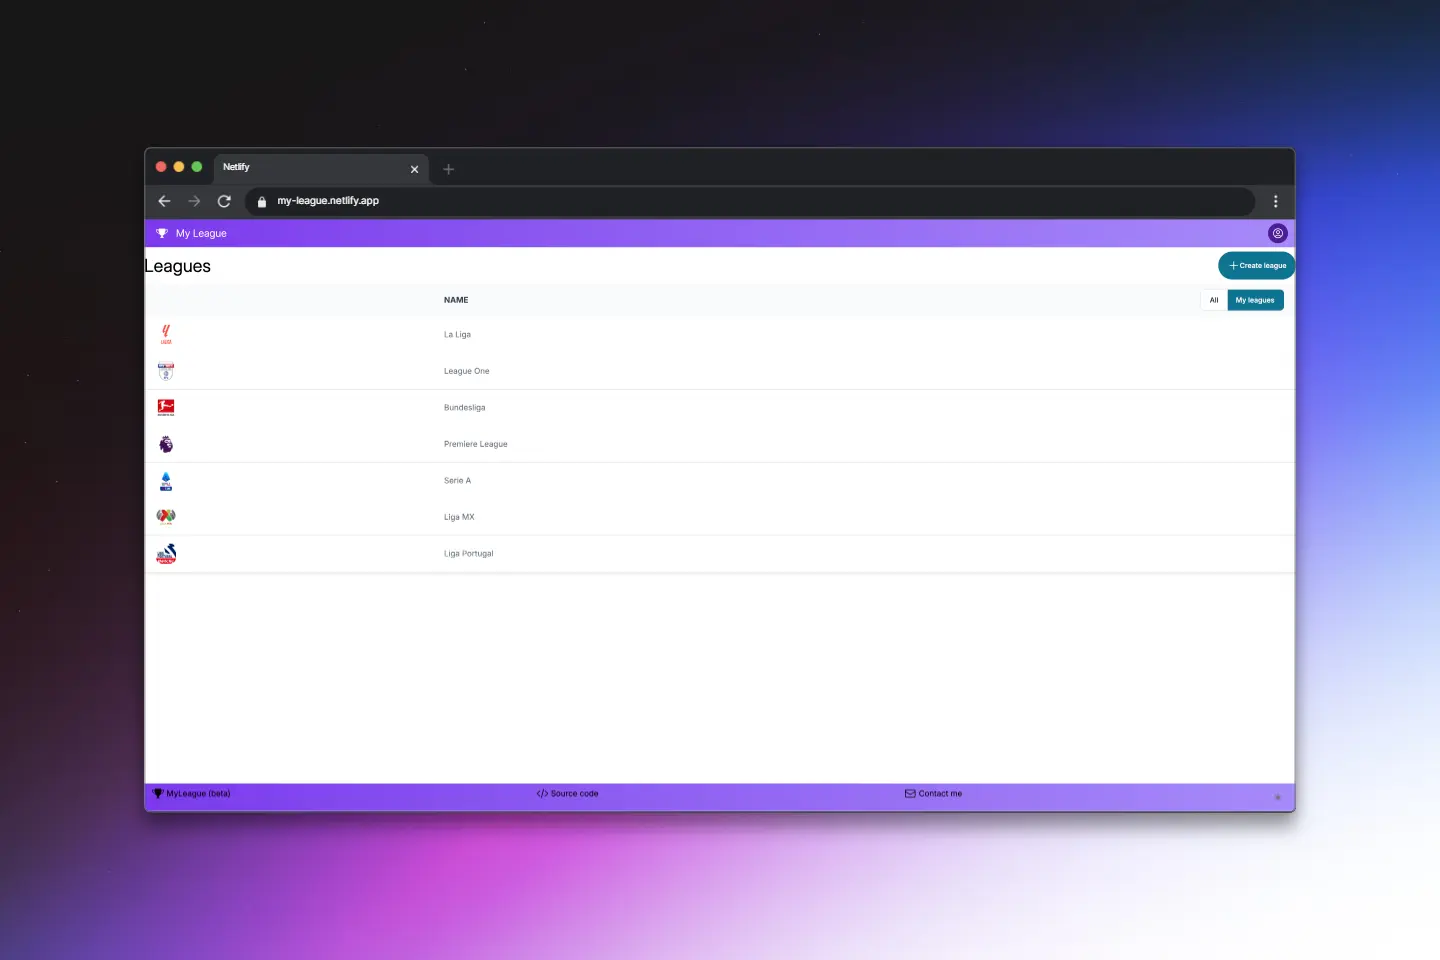 Netlify
my-league.netlify.app
My League
Leagues
Create league
NAME
All
My leagues
La Liga
League One
Bundesliga
Premiere League
Serie A
Liga MX
Liga Portugal
MyLeague (beta)
Source code
Contact me